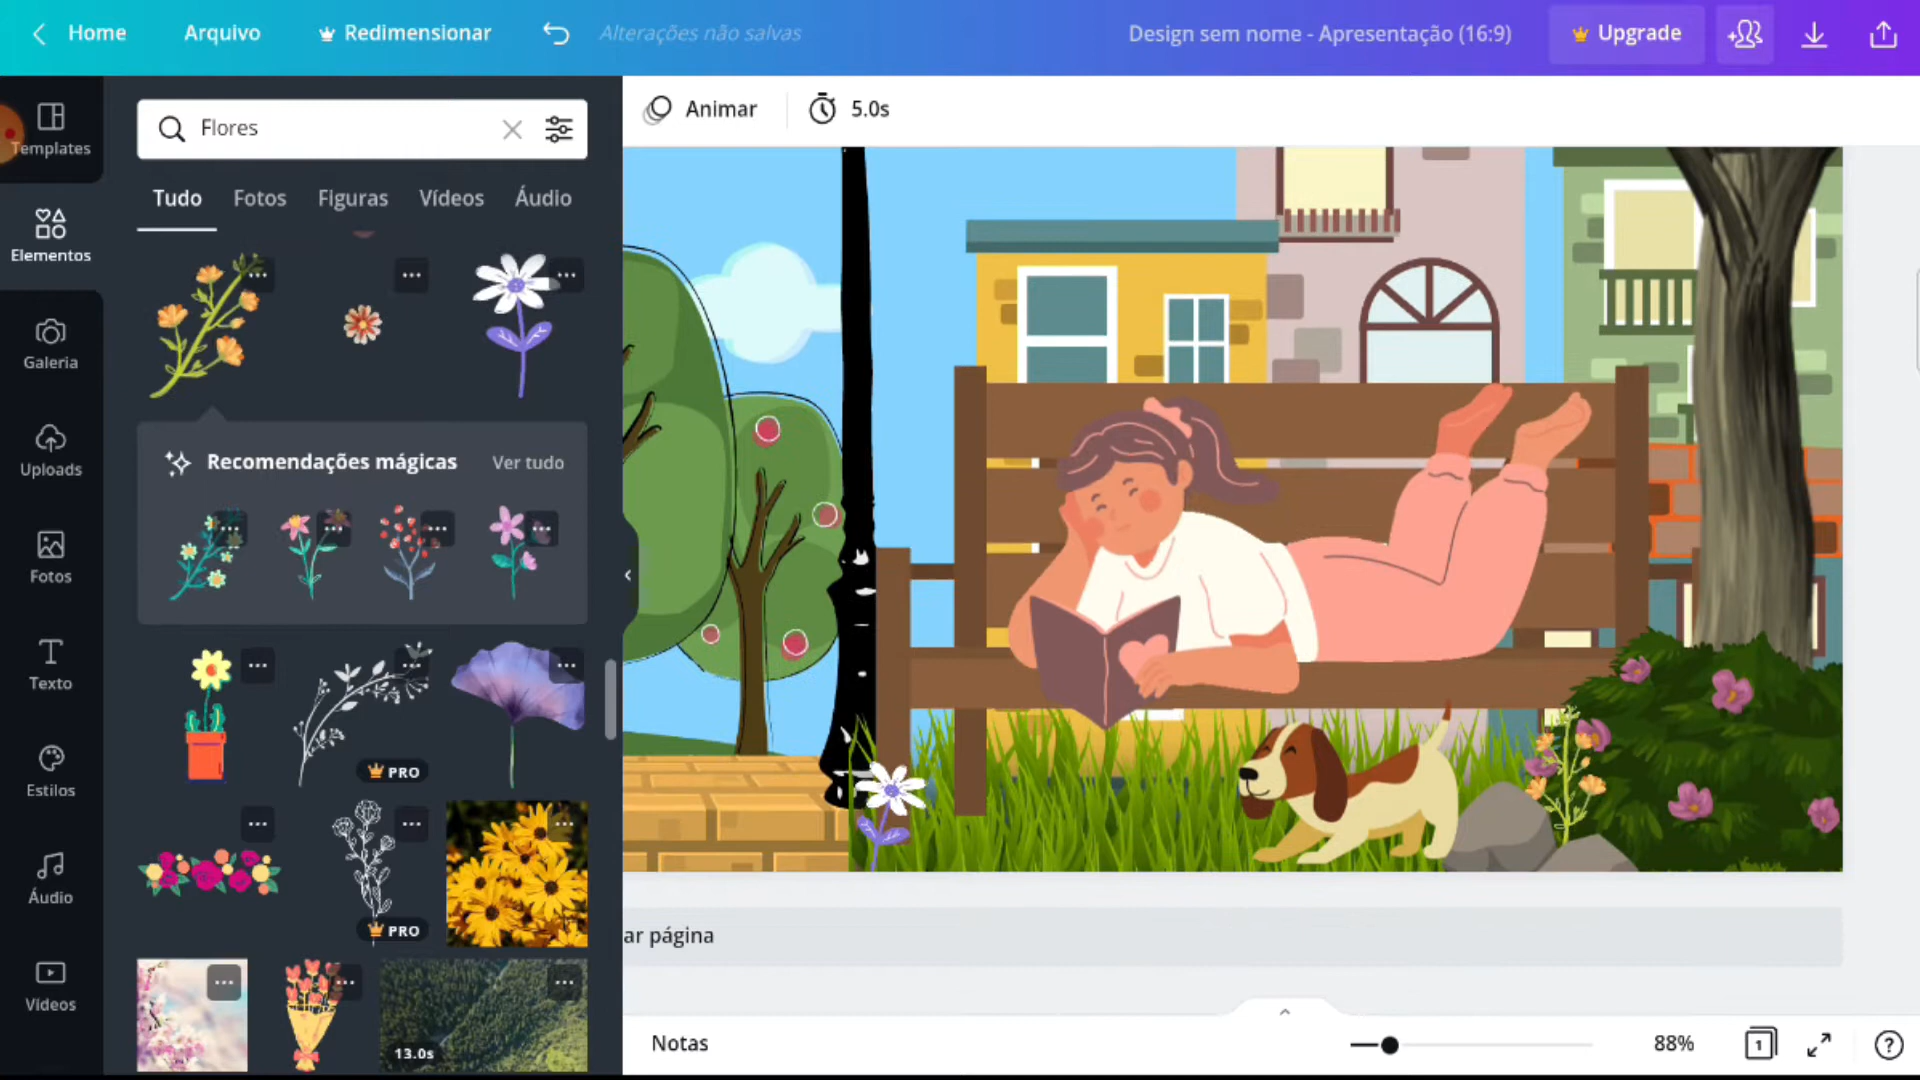 Home
Arquivo
Redimensionar
Alterações não salvas
Design sem nome - Apresentação (16:9)
Upgrade
Templates
Elementos
Galeria
Uploads
Fotos
Texto
Estilos
Áudio
Vídeos
Flores
Tudo
Fotos
Figuras
Vídeos
Áudio
Recomendações mágicas
Ver tudo
PRO
PRO
13.0s
Animar
5.0s
ar página
Notas
88%
1
?